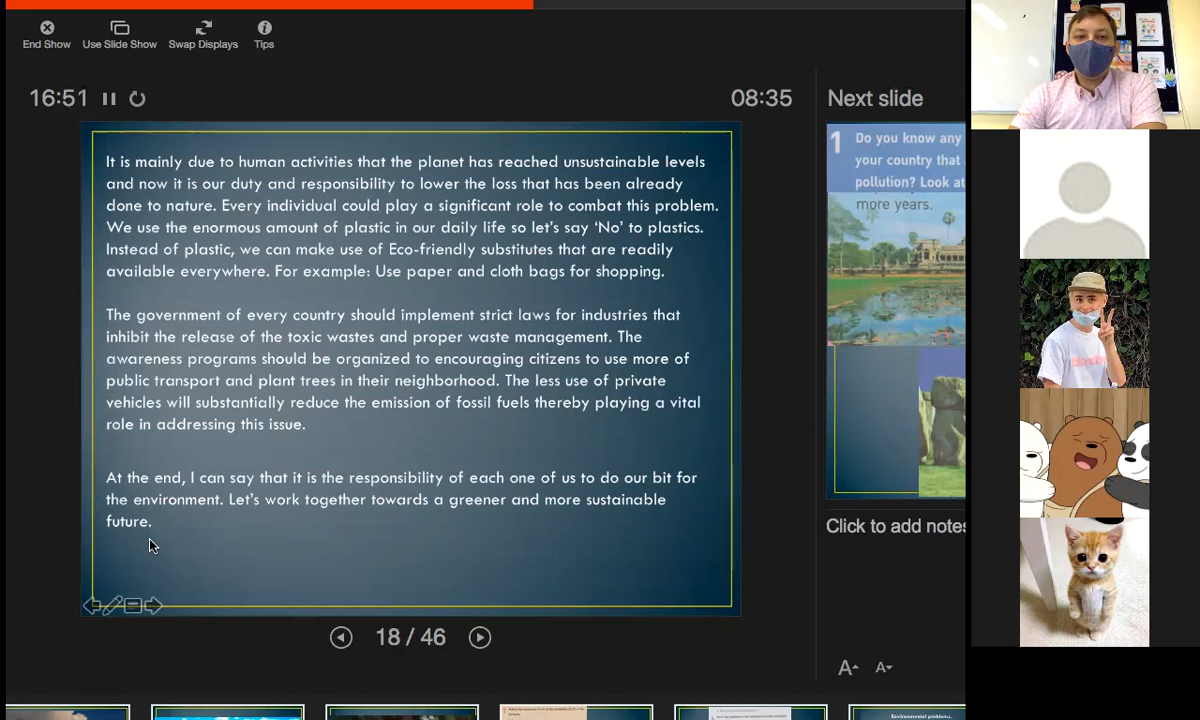 End Show
Use Slide Show
Swap Displays
Tips
16:51
08:35
Next slide
It is mainly due to human activities that the planet has reached unsustainable levels
and now it is our duty and responsibility to lower the loss that has been already
done to nature. Every individual could play a significant role to combat this problem.
We use the enormous amount of plastic in our daily life so let's say ‘No’ to plastics.
Instead of plastic, we can make use of Eco-friendly substitutes that are readily
available everywhere. For example: Use paper and cloth bags for shopping.
The government of every country should implement strict laws for industries that
inhibit the release of the toxic wastes and proper waste management. The
awareness programs should be organized to encouraging citizens to use more of
public transport and plant trees in their neighborhood. The less use of private
vehicles will substantially reduce the emission of fossil fuels thereby playing a vital
role in addressing this issue.
At the end, I can say that it is the responsibility of each one of us to do our bit for
the environment. Let's work together towards a greener and more sustainable
future.
1
Do you know any
your country that
pollution? Look at
more years.
Click to add notes
18 / 46
A
A
Environmental problems.